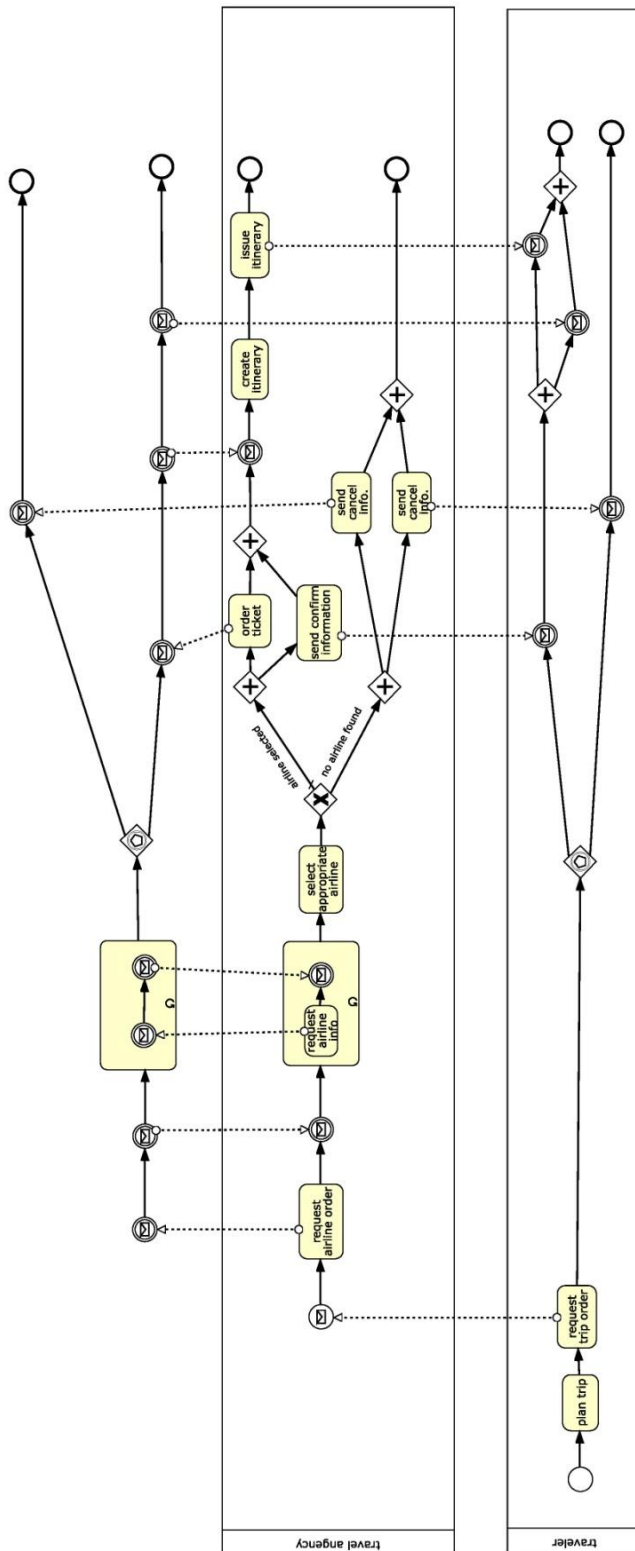 issue
itinerary
create
itinerary
send
cancel
info.
send
cancel
info.
order
ticket
send confirm
information
airline selected
no airline found
select
appropriate
airline
request
airline
info.
request
airline order
request
trip order
plan trip
travel angency
traveler